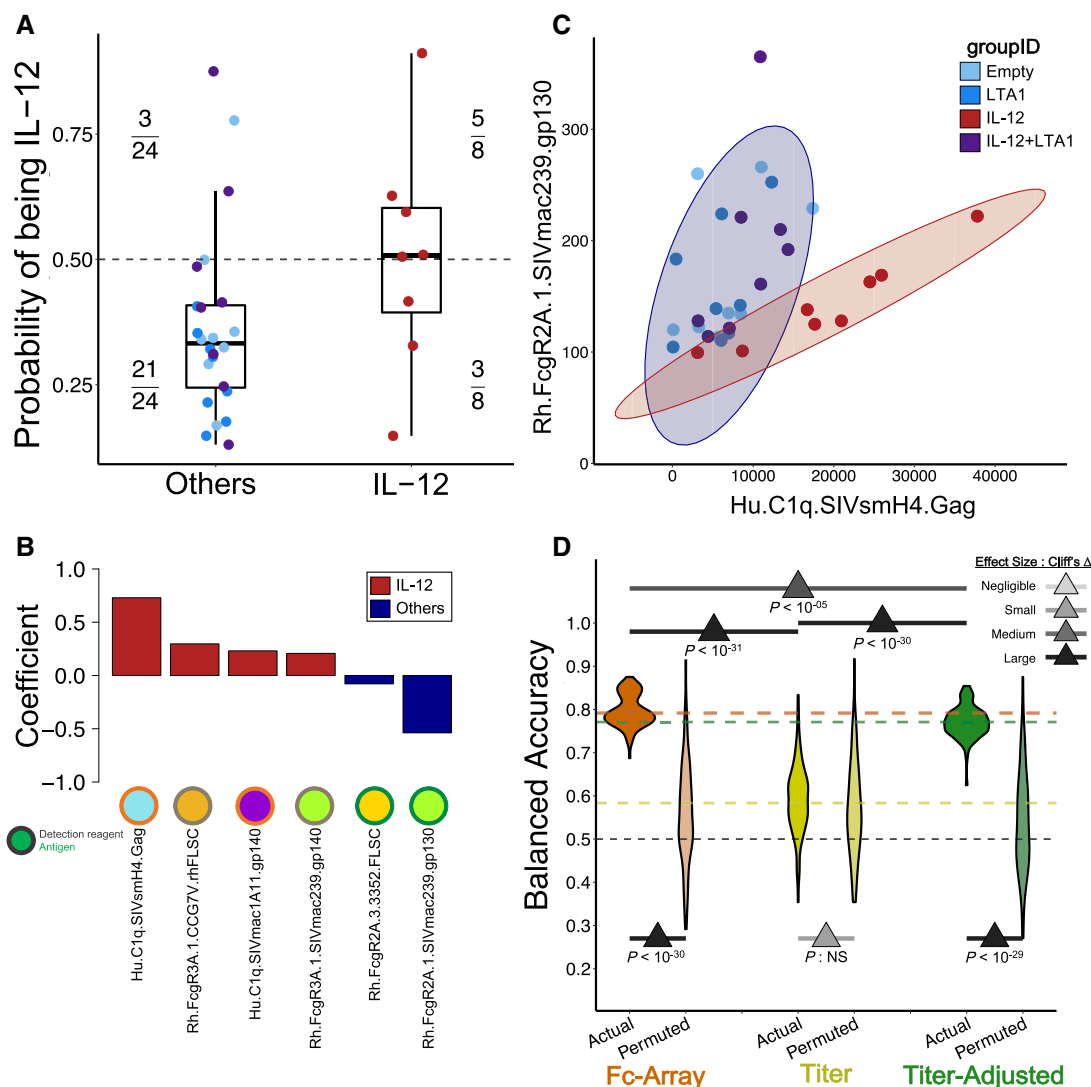 A
Probability of being IL−12
0.75
0.50
0.25
3
24
21
24
5
8
3
8
Others
IL−12
C
Rh.FcgR2A.1.SIVmac239.gp130
300
200
100
0
0
10000
20000
30000
40000
Hu.C1q.SIVsmH4.Gag
groupID
Empty
LTA1
IL−12
IL−12+LTA1
B
Coefficient
1.0
0.5
0.0
−0.5
−1.0
IL−12
Others
Detection reagent
Antigen
Hu.C1q.SIVsmH4.Gag
Rh.FcgR3A.1.CCG7V.rhFLSC
Hu.C1q.SIVmac1A11.gp140
Rh.FcgR3A.1.SIVmac239.gp140
Rh.FcgR2A.3.3352.FLSC
Rh.FcgR2A.1.SIVmac239.gp130
D
Effect Size : Cliff's Δ
Negligible
Small
Medium
Large
Balanced Accuracy
1.0
0.9
0.8
0.7
0.6
0.5
0.4
0.3
0.2
P < 10-05
P < 10-31
P < 10-30
P < 10-30
P : NS
P < 10-29
Actual
Permuted
Actual
Permuted
Actual
Permuted
Fc-Array
Titer
Titer-Adjusted